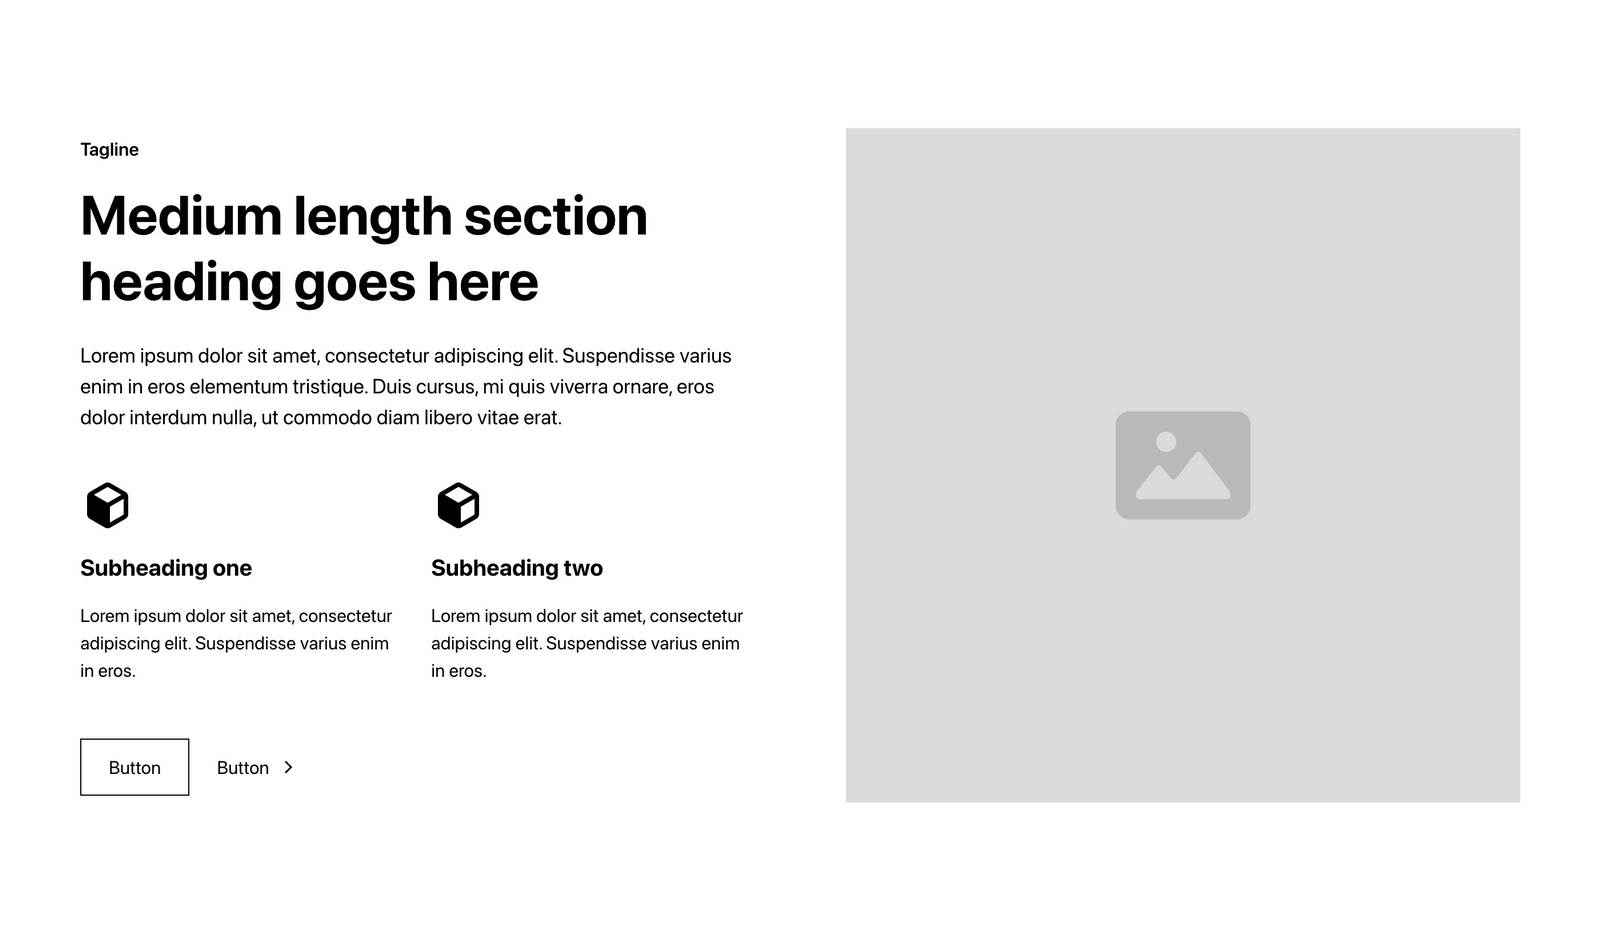 Tagline
Medium length section
heading goes here
Lorem ipsum dolor sit amet, consectetur adipiscing elit. Suspendisse varius
enim in eros elementum tristique. Duis cursus, mi quis viverra ornare, eros
dolor interdum nulla, ut commodo diam libero vitae erat.
Subheading one
Lorem ipsum dolor sit amet, consectetur
adipiscing elit. Suspendisse varius enim
in eros.
Subheading two
Lorem ipsum dolor sit amet, consectetur
adipiscing elit. Suspendisse varius enim
in eros.
Button
Button